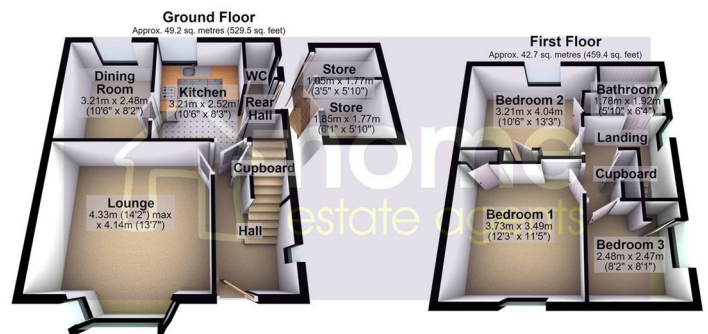 Ground Floor
Approx. 49.2 sq. metres (529.5 sq. feet)
Dining
Room
3.21m x 2.48m
(10'6" x 8'2")
Kitchen
3.21m x 2.52m
(10'6" x 8'3")
WC
Rear
Hall
Store
1.05m x 1.77m
(3'5" x 5'10")
Store
1.85m x 1.77m
(6'1" x 5'10")
Lounge
4.33m (14'2") max
x 4.14m (13'7")
Cupboard
Hall
First Floor
Approx. 42.7 sq. metres (459.4 sq. feet)
Bedroom 2
3.21m x 4.04m
(10'6" x 13'3")
Bathroom
1.78m x 1.92m
(5'10" x 6'4")
Landing
Cupboard
Bedroom 1
3.73m x 3.49m
(12'3" x 11'5")
Bedroom 3
2.48m x 2.47m
(8'2" x 8'1")
home
estate agents